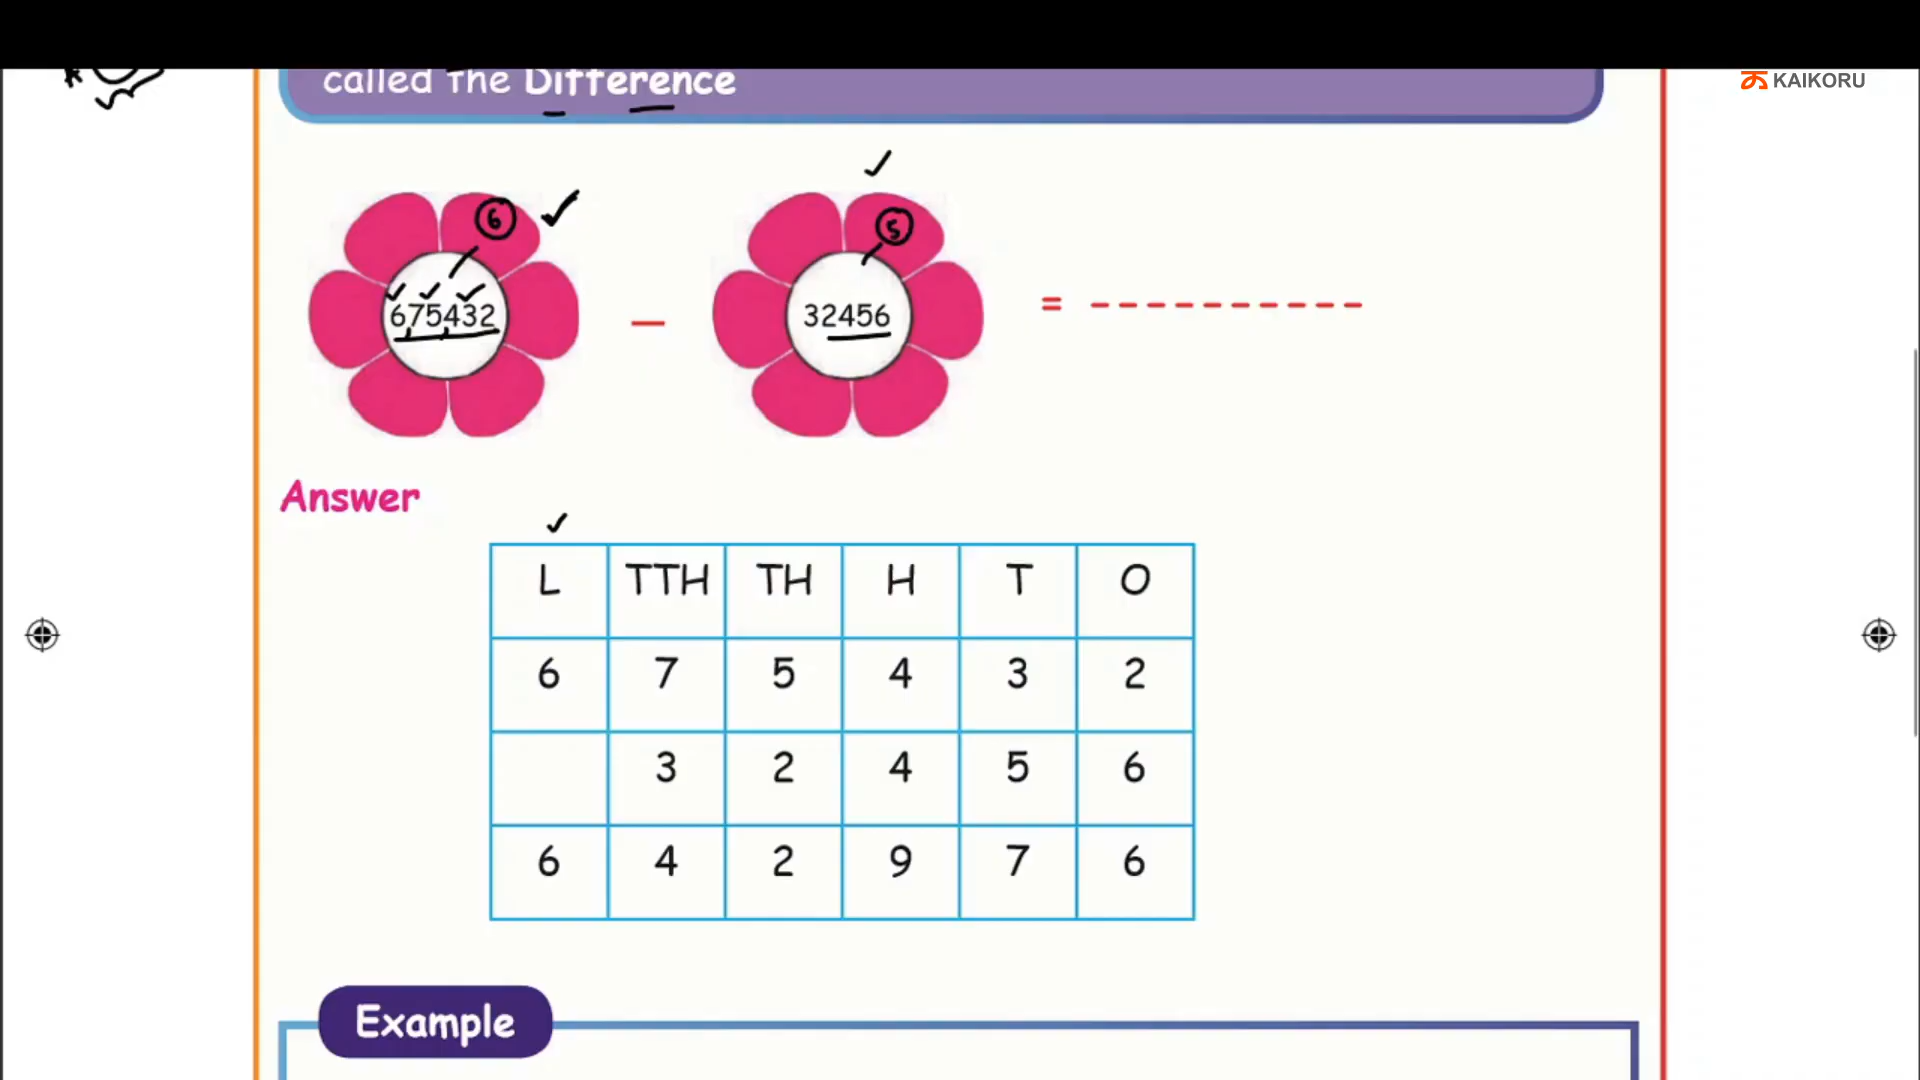 KAIKORU
called the Difference
6
5
675432 – 32456 = ----------
Answer
L TTH TH H T O
6 7 5 4 3 2
3 2 4 5 6
6 4 2 9 7 6
Example